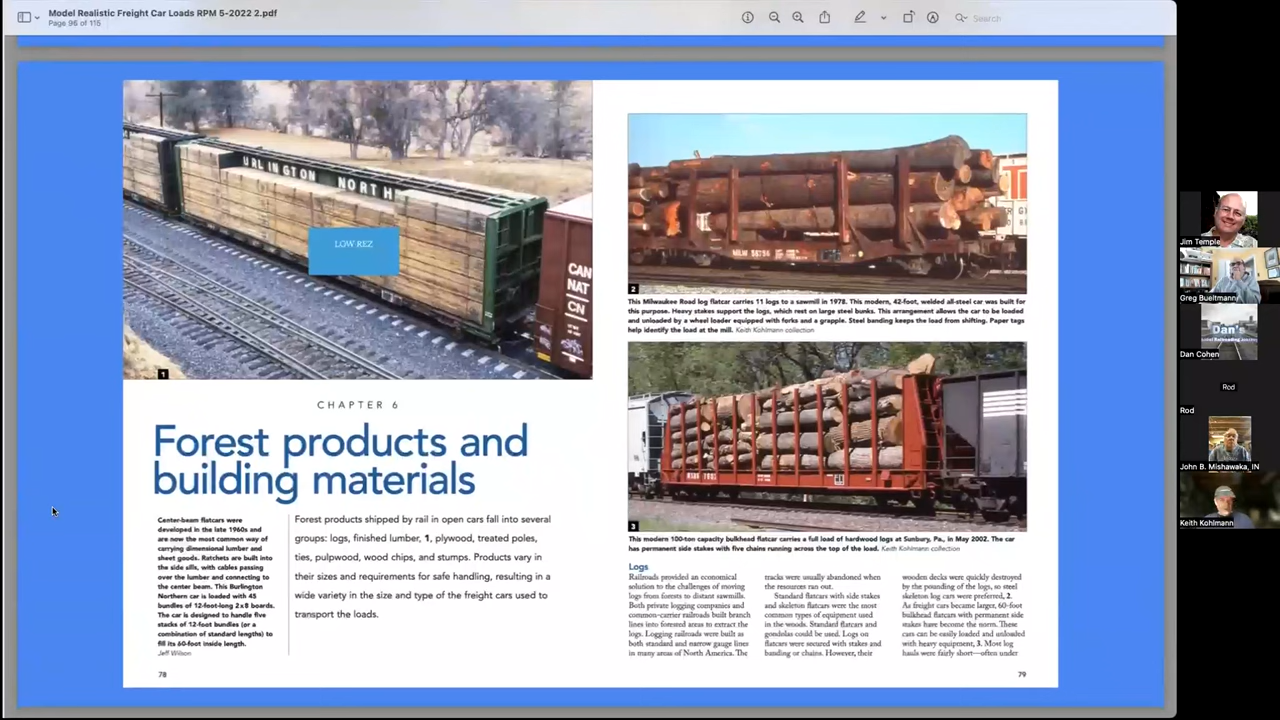 Model Realistic Freight Car Loads RPM 5-2022 2.pdf
Page 96 of 115
Search
URLINGTON NORTH
LOW REZ
CAN
NAT
CN
1
CHAPTER 6
Forest products and
building materials
Center-beam flatcars were
developed in the late 1960s and
are now the most common way of
carrying dimensional lumber and
sheet goods. Ratchets are built into
the side sills, with cables passing
over the lumber and connecting to
the center beam. This Burlington
Northern car is loaded with 45
bundles of 12-foot-long 2x8 boards.
The car is designed to handle five
stacks of 12-foot bundles (or a
combination of standard lengths) to
fill its 60-foot inside length.
Jeff Wilson
Forest products shipped by rail in open cars fall into several
groups: logs, finished lumber, 1, plywood, treated poles,
ties, pulpwood, wood chips, and stumps. Products vary in
their sizes and requirements for safe handling, resulting in a
wide variety in the size and type of the freight cars used to
transport the loads.
78
MILW 58156
2
This Milwaukee Road log flatcar carries 11 logs to a sawmill in 1978. This modern, 42-foot, welded all-steel car was built for
this purpose. Heavy stakes support the logs, which rest on large steel bunks. This arrangement allows the car to be loaded
and unloaded by a wheel loader equipped with forks and a grapple. Steel banding keeps the load from shifting. Paper tags
help identify the load at the mill. Keith Kohlmann collection
3
This modern 100-ton capacity bulkhead flatcar carries a full load of hardwood logs at Sunbury, Pa., in May 2002. The car
has permanent side stakes with five chains running across the top of the load. Keith Kohlmann collection
Logs
Railroads provided an economical
solution to the challenges of moving
logs from forests to distant sawmills.
Both private logging companies and
common-carrier railroads built branch
lines into forested areas to extract the
logs. Logging railroads were built as
both standard and narrow gauge lines
in many areas of North America. The
tracks were usually abandoned when
the resources ran out.
Standard flatcars with side stakes
and skeleton flatcars were the most
common types of equipment used
in the woods. Standard flatcars and
gondolas could be used. Logs on
flatcars were secured with stakes and
banding or chains. However, their
wooden decks were quickly destroyed
by the pounding of the logs, so steel
skeleton log cars were preferred, 2.
As freight cars became larger, 60-foot
bulkhead flatcars with permanent side
stakes have become the norm. These
cars can be easily loaded and unloaded
with heavy equipment, 3. Most log
hauls were fairly short—often under
79
Jim Temple
Greg Bueltmann
Dan's
Dan Cohen
Rod
Rod
John B. Mishawaka, IN
Keith Kohlmann